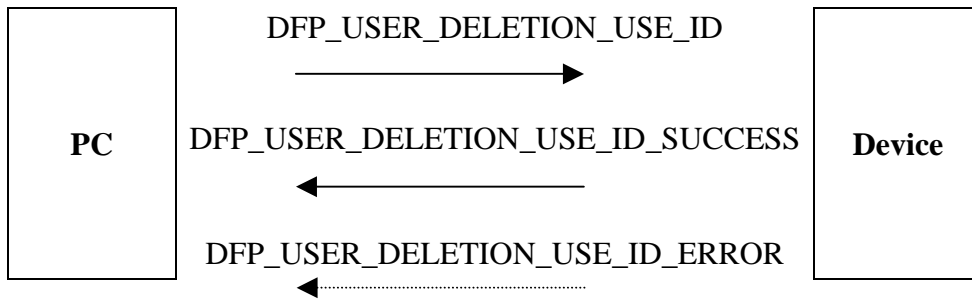 DFP_USER_DELETION_USE_ID
PC DFP_USER_DELETION_USE_ID_SUCCESS Device
DFP_USER_DELETION_USE_ID_ERROR